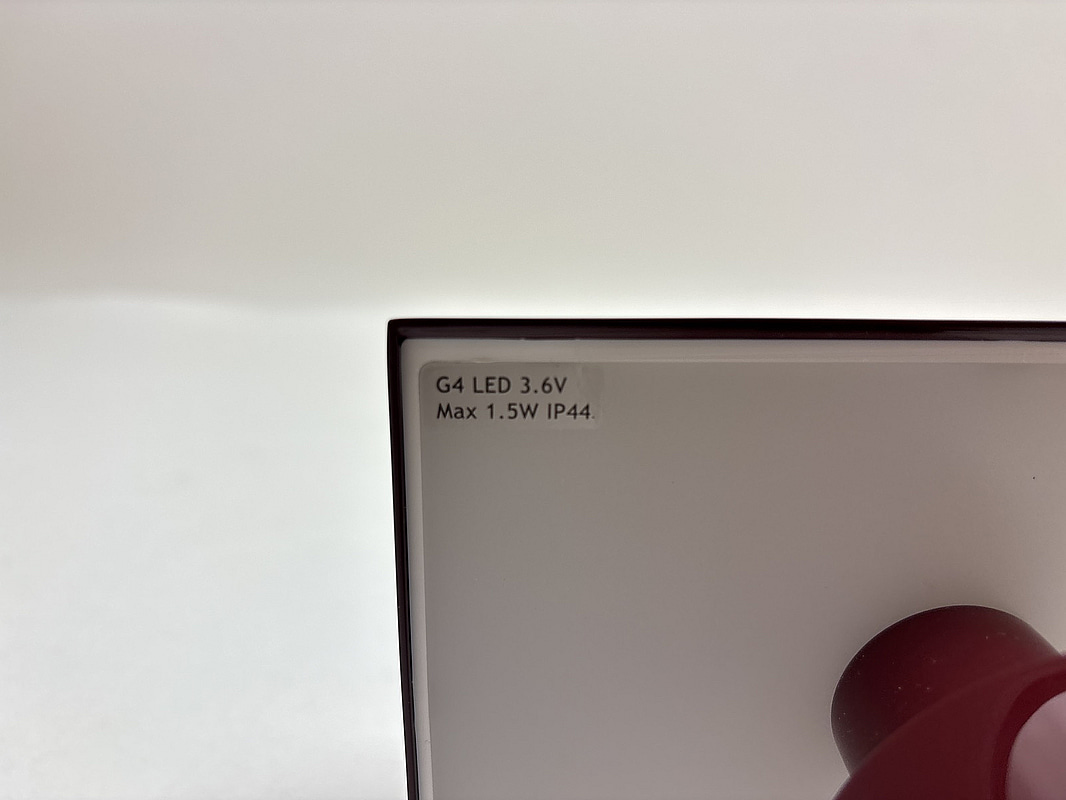 G4 LED 3.6V
Max 1.5W IP44.